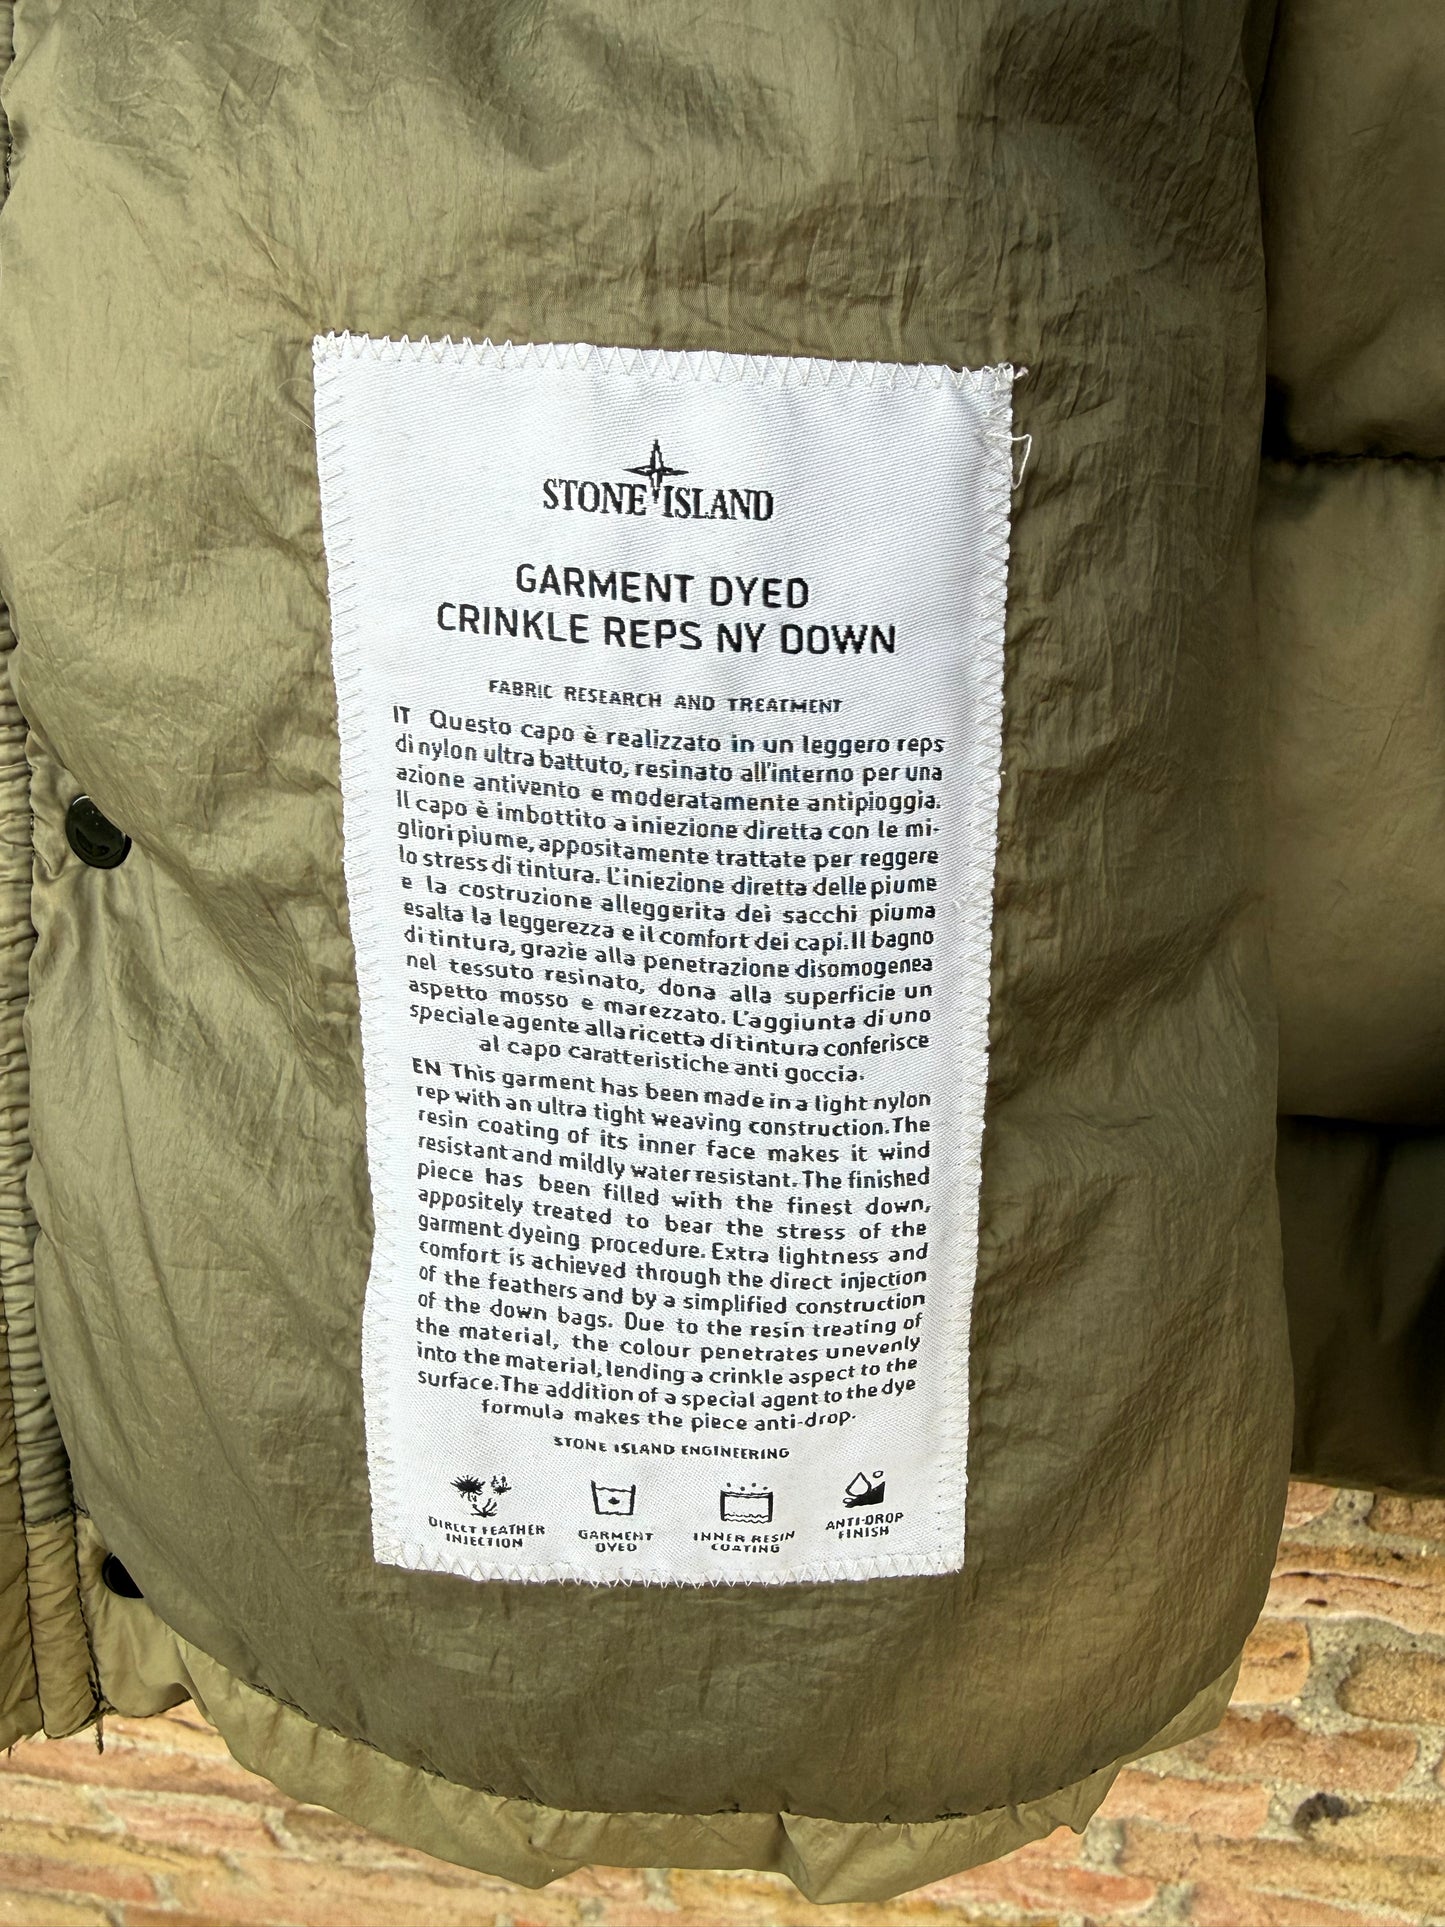 STONE ISLAND
GARMENT DYED
CRINKLE REPS NY DOWN
FABRIC RESEARCH AND TREATMENT
IT Questo capo è realizzato in un leggero reps
di nylon ultra battuto, resinato all'interno per una
azione antivento e moderatamente antipioggia.
Il capo è imbottito a iniezione diretta con le mi-
gliori piume, appositamente trattate per reggere
lo stress di tintura. L'iniezione diretta delle piume
e la costruzione alleggerita dei sacchi piuma
esalta la leggerezza e il comfort dei capi. Il bagno
di tintura, grazie alla penetrazione disomogenea
nel tessuto resinato, dona alla superficie un
aspetto mosso e marezzato. L'aggiunta di uno
speciale agente alla ricetta di tintura conferisce
al capo caratteristiche anti goccia.
EN This garment has been made in a light nylon
rep with an ultra tight weaving construction. The
resin coating of its inner face makes it wind
resistant and mildly water resistant. The finished
piece has been filled with the finest down,
appositely treated to bear the stress of the
garment dyeing procedure. Extra lightness and
comfort is achieved through the direct injection
of the feathers and by a simplified construction
of the down bags. Due to the resin treating of
the material, the colour penetrates unevenly
into the material, lending a crinkle aspect to the
surface. The addition of a special agent to the dye
formula makes the piece anti-drop.
STONE ISLAND ENGINEERING
DIRECT FEATHER
INJECTION
GARMENT
DYED
INNER RESIN
COATING
ANTI-DROP
FINISH